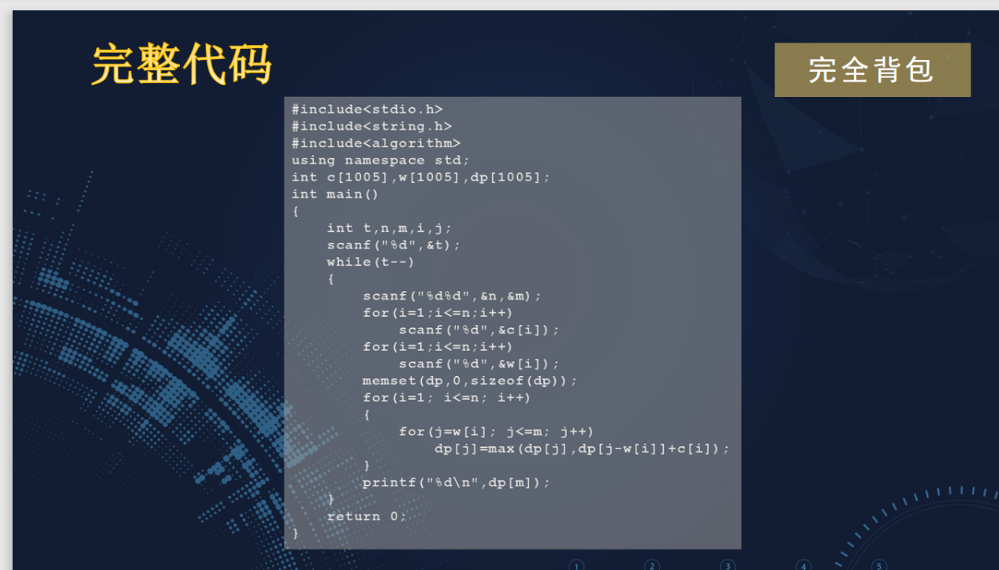 完整代码
完全背包
#include<stdio.h>
#include<string.h>
#include<algorithm>
using namespace std;
int c[1005],w[1005],dp[1005];
int main()
{
    int t,n,m,i,j;
    scanf("%d",&t);
    while(t--)
    {
        scanf("%d%d",&n,&m);
        for(i=1;i<=n;i++)
            scanf("%d",&c[i]);
        for(i=1;i<=n;i++)
            scanf("%d",&w[i]);
        memset(dp,0,sizeof(dp));
        for(i=1; i<=n; i++)
        {
            for(j=w[i]; j<=m; j++)
                dp[j]=max(dp[j],dp[j-w[i]]+c[i]);
        }
        printf("%d\n",dp[m]);
    }
    return 0;
}
1 2 3 4 5